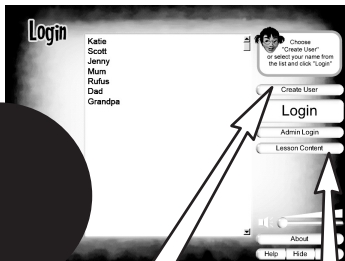 Login
Katie
Scott
Jenny
Mum
Rufus
Dad
Grandpa
Choose
"Create User"
or select your name from
the list and click "Login"
Create User
Login
Admin Login
Lesson Content
About
Help
Hide